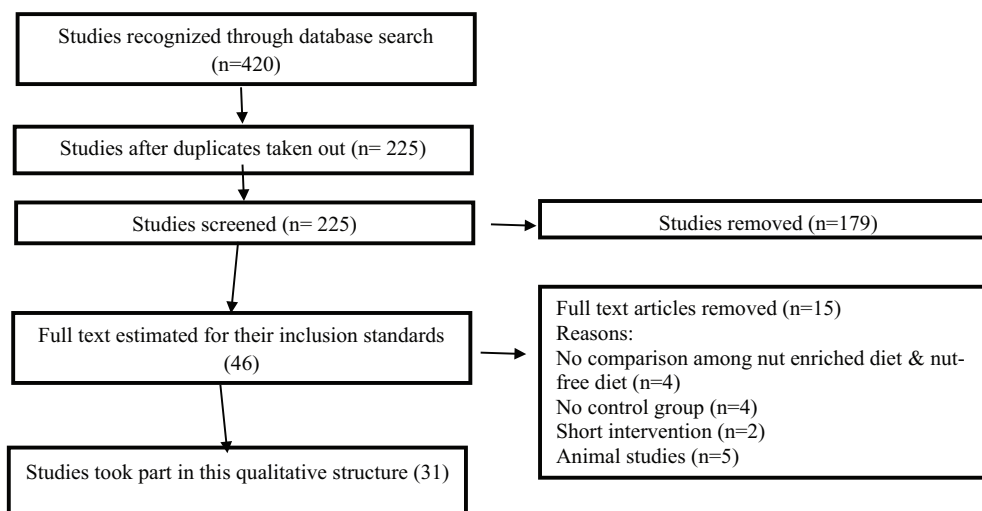 Studies recognized through database search
(n=420)
Studies after duplicates taken out (n= 225)
Studies screened (n= 225)
Studies removed (n=179)
Full text estimated for their inclusion standards
(46)
Full text articles removed (n=15)
Reasons:
No comparison among nut enriched diet & nut-
free diet (n=4)
No control group (n=4)
Short intervention (n=2)
Animal studies (n=5)
Studies took part in this qualitative structure (31)